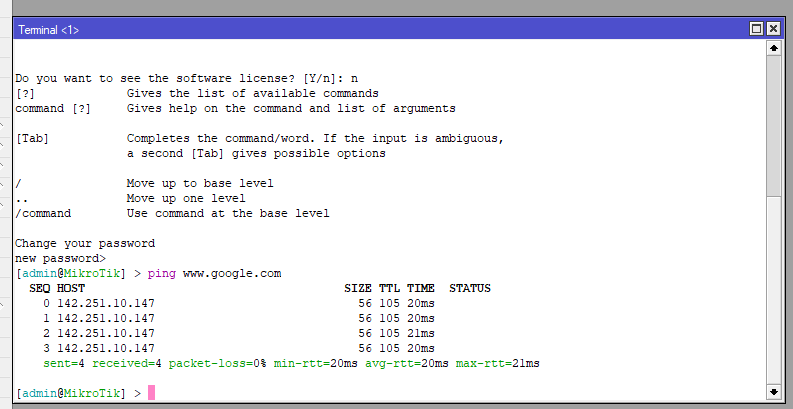 Terminal <1>
Do you want to see the software license? [Y/n]: n
[?]             Gives the list of available commands
command [?]     Gives help on the command and list of arguments
[Tab]           Completes the command/word. If the input is ambiguous,
                a second [Tab] gives possible options
/               Move up to base level
..              Move up one level
/command        Use command at the base level
Change your password
new password>
[admin@MikroTik] > ping www.google.com
  SEQ HOST                                     SIZE TTL TIME  STATUS
    0 142.251.10.147                             56 105 20ms
    1 142.251.10.147                             56 105 20ms
    2 142.251.10.147                             56 105 21ms
    3 142.251.10.147                             56 105 20ms
    sent=4 received=4 packet-loss=0% min-rtt=20ms avg-rtt=20ms max-rtt=21ms
[admin@MikroTik] >